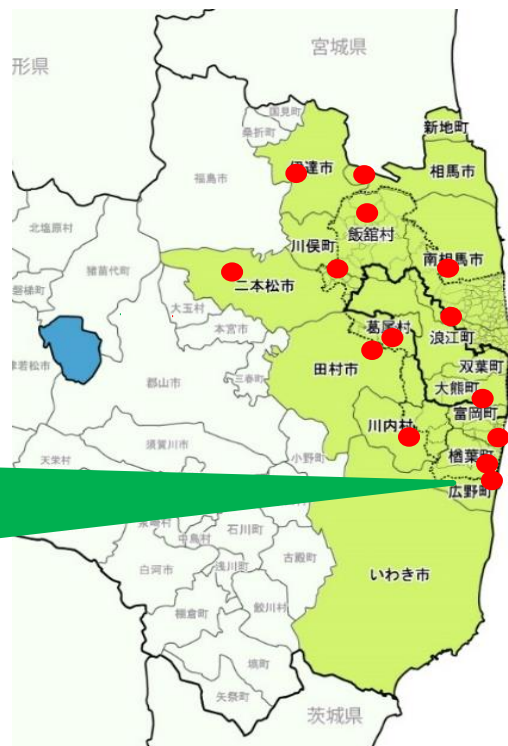 宮城県
形県
国見町
桑折町
新地町
伊達市
相馬市
福島市
飯舘村
北塩原村
川俣町
南相馬市
猪苗代町
二本松市
磐梯町
大玉村
葛尾村
浪江町
本宮市
双葉町
津若松市
田村市
三春町
大熊町
郡山市
富岡町
川内村
須賀川市
天栄村
小野町
楢葉町
広野町
泉崎村
中島村
石川町
古殿町
白河市
浅川町
いわき市
棚倉町
鮫川村
塙町
矢祭町
茨城県